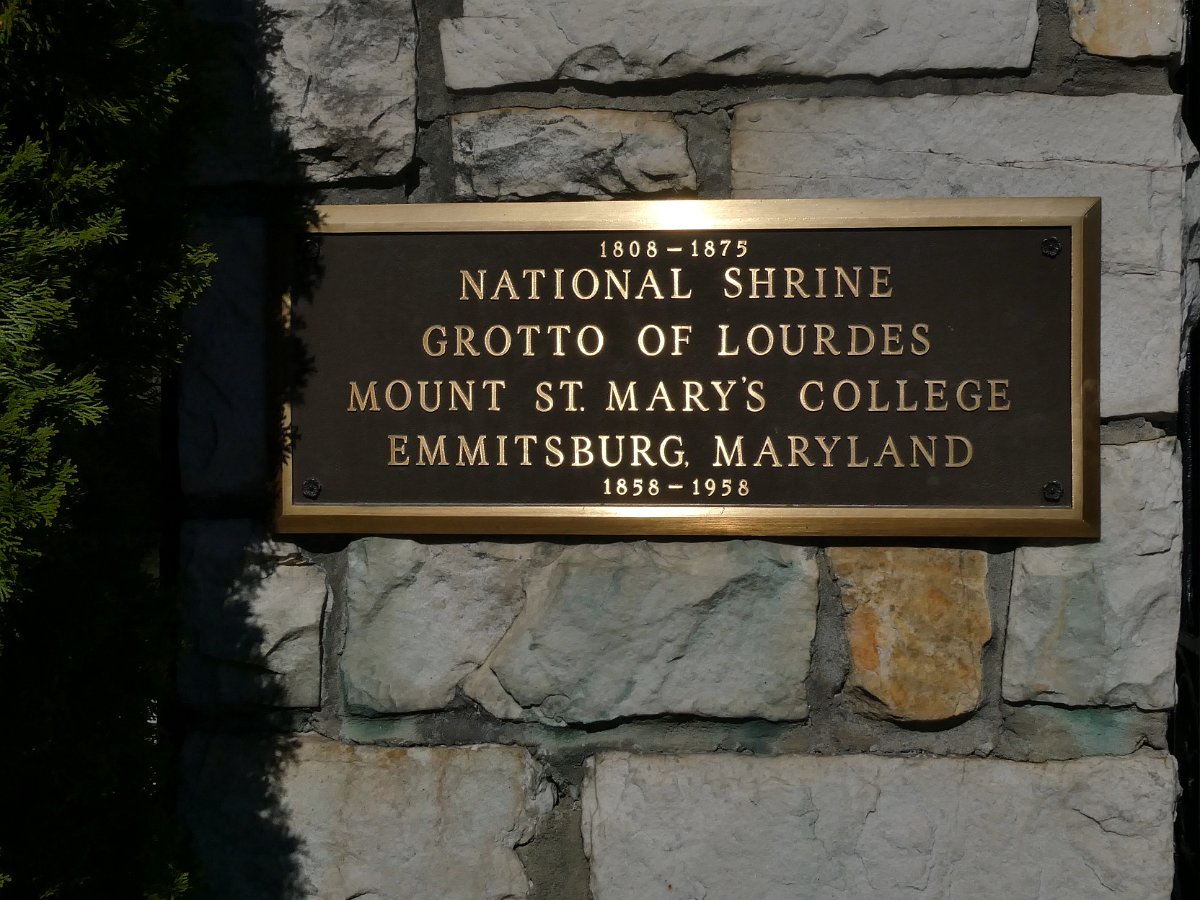 1808–1875
NATIONAL SHRINE
GROTTO OF LOURDES
MOUNT ST. MARY'S COLLEGE
EMMITSBURG, MARYLAND
1858–1958